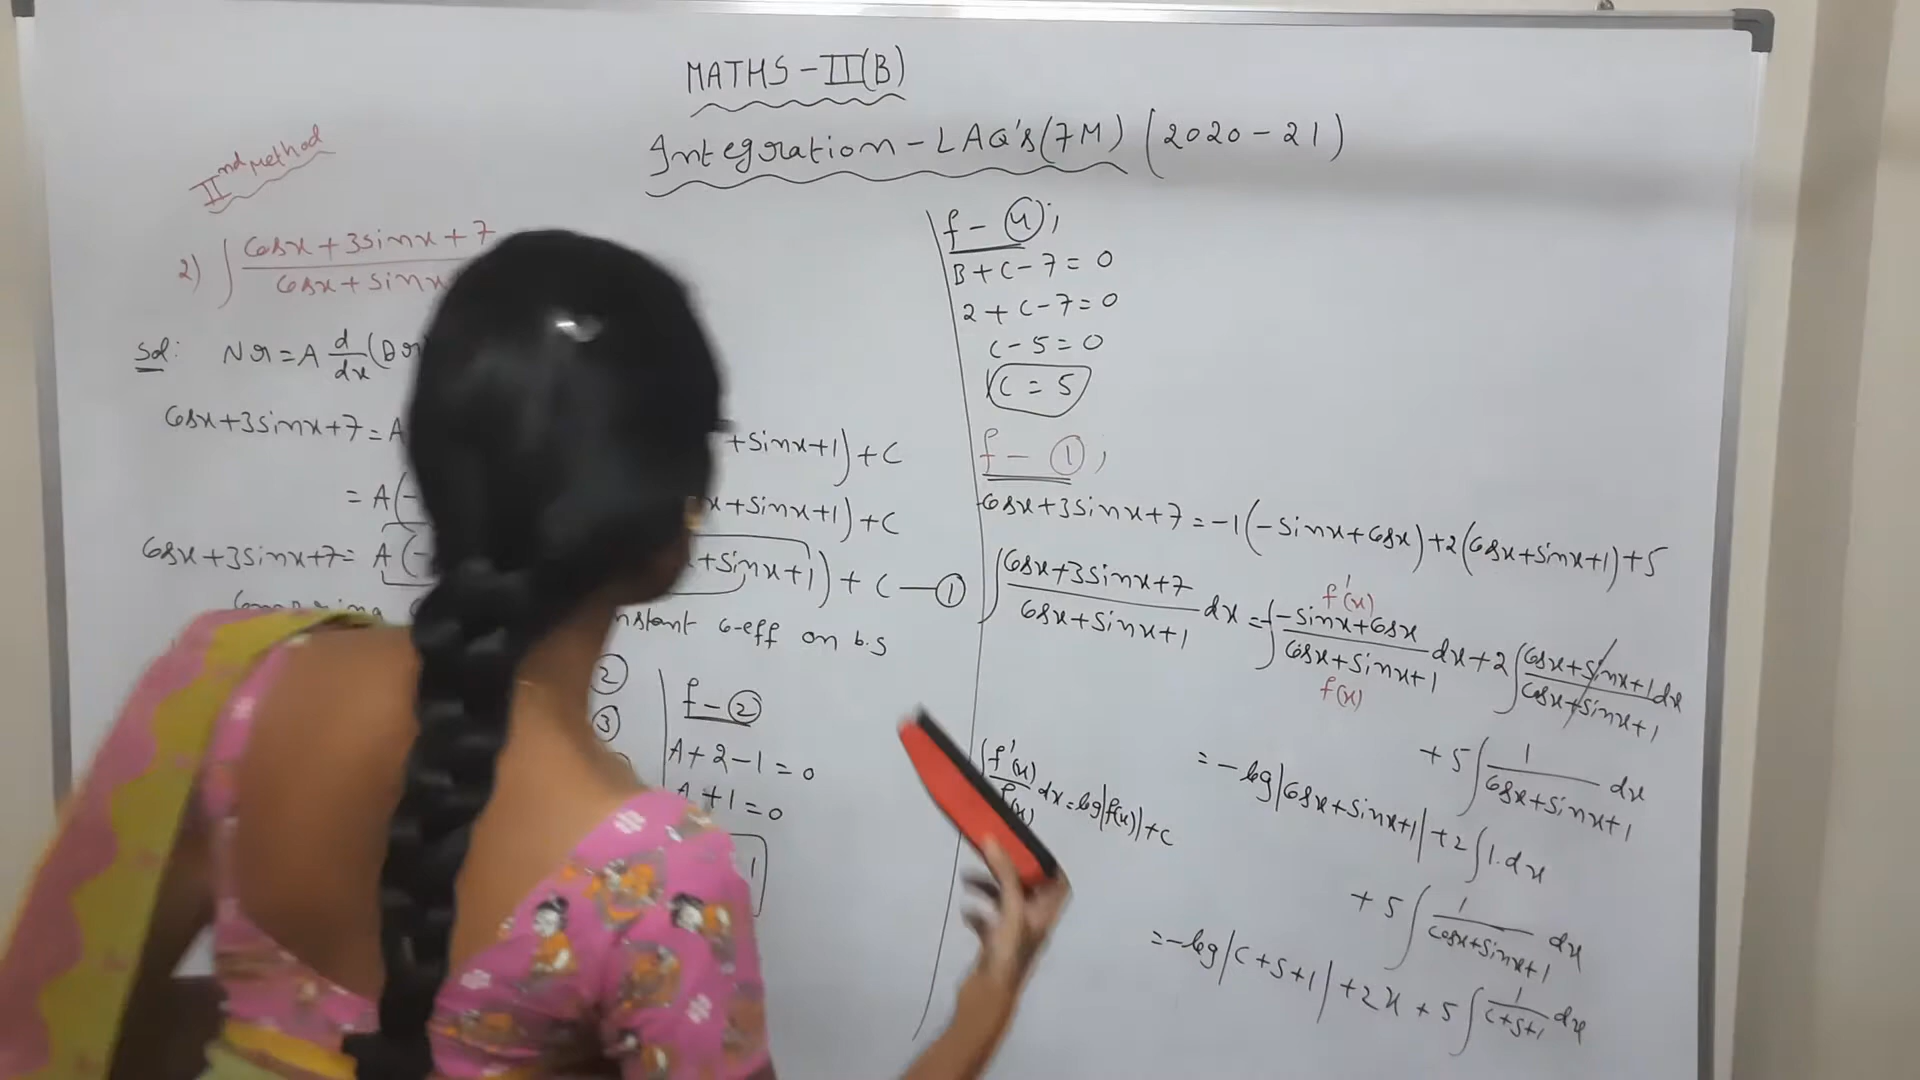 MATHS-II(B)
Integration-LAQ's(7M) (2020-21)
IInd Method
2) ∫ cosx+3sinx+7 / cosx+sinx
Sol: Nr = A d/dx (Dr
cosx+3sinx+7 = A +sinx+1)+C
= A(- x+sinx+1)+C
cosx+3sinx+7 = A(- +sinx+1)+C —①
Comparing nstant co-eff on b.s
②
③
f-②
A+2-1=0
A+1=0
1
f-④;
B+C-7=0
2+C-7=0
C-5=0
C=5
f-①;
cosx+3sinx+7=-1(-sinx+cosx)+2(cosx+sinx+1)+5
∫ cosx+3sinx+7 / cosx+sinx+1 dx = -∫ -sinx+cosx / cosx+sinx+1 dx + 2∫ cosx+sinx+1 / cosx+sinx+1 dx
f'(x)
f(x)
+5∫ 1 / cosx+sinx+1 dx
∫ f'(x) / f(x) dx = log|f(x)|+c
= -log|cosx+sinx+1|+2∫1.dx
+5∫ 1 / cosx+sinx+1 dx
= -log|c+s+1|+2x+5∫ 1 / c+s+1 dx